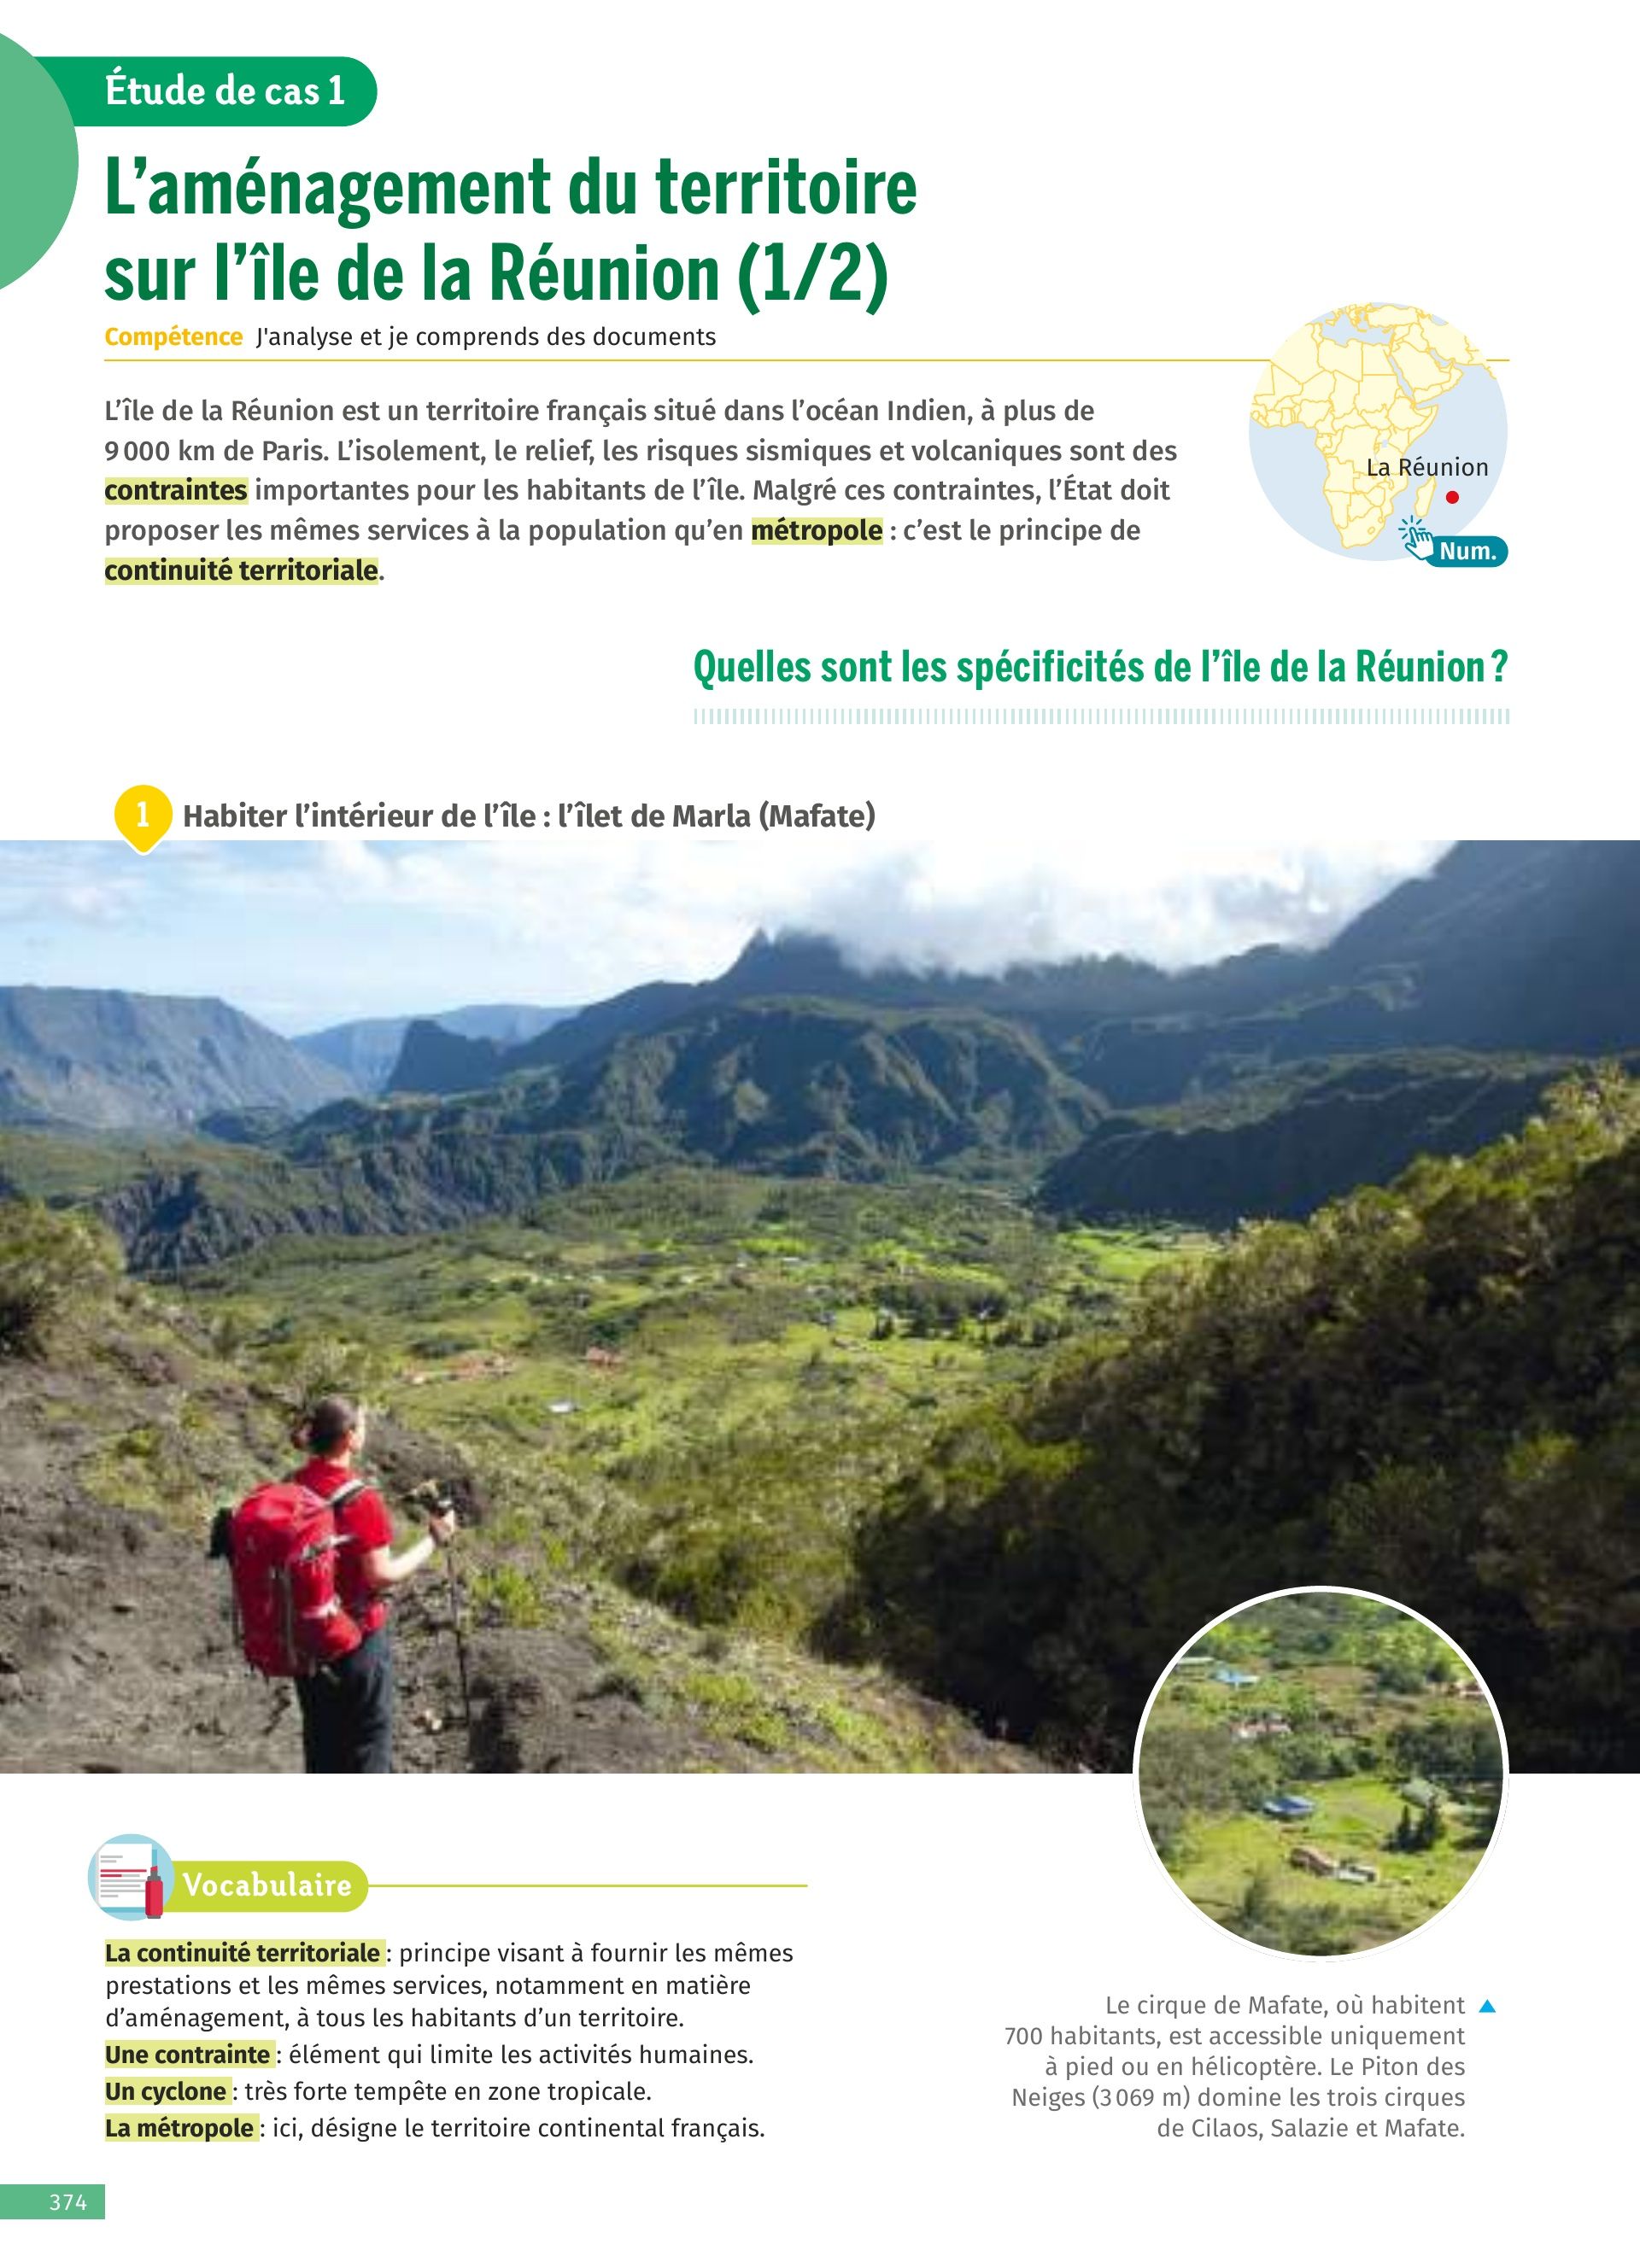 Étude de cas 1
L’aménagement du territoire
sur l’île de la Réunion (1/2)
Compétence J'analyse et je comprends des documents
L’île de la Réunion est un territoire français situé dans l’océan Indien, à plus de
9 000 km de Paris. L’isolement, le relief, les risques sismiques et volcaniques sont des
contraintes importantes pour les habitants de l’île. Malgré ces contraintes, l’État doit
proposer les mêmes services à la population qu’en métropole : c’est le principe de
continuité territoriale.
La Réunion
Num.
Quelles sont les spécificités de l’île de la Réunion ?
1 Habiter l’intérieur de l’île : l’îlet de Marla (Mafate)
Vocabulaire
La continuité territoriale : principe visant à fournir les mêmes
prestations et les mêmes services, notamment en matière
d’aménagement, à tous les habitants d’un territoire.
Une contrainte : élément qui limite les activités humaines.
Un cyclone : très forte tempête en zone tropicale.
La métropole : ici, désigne le territoire continental français.
Le cirque de Mafate, où habitent
700 habitants, est accessible uniquement
à pied ou en hélicoptère. Le Piton des
Neiges (3 069 m) domine les trois cirques
de Cilaos, Salazie et Mafate.
374